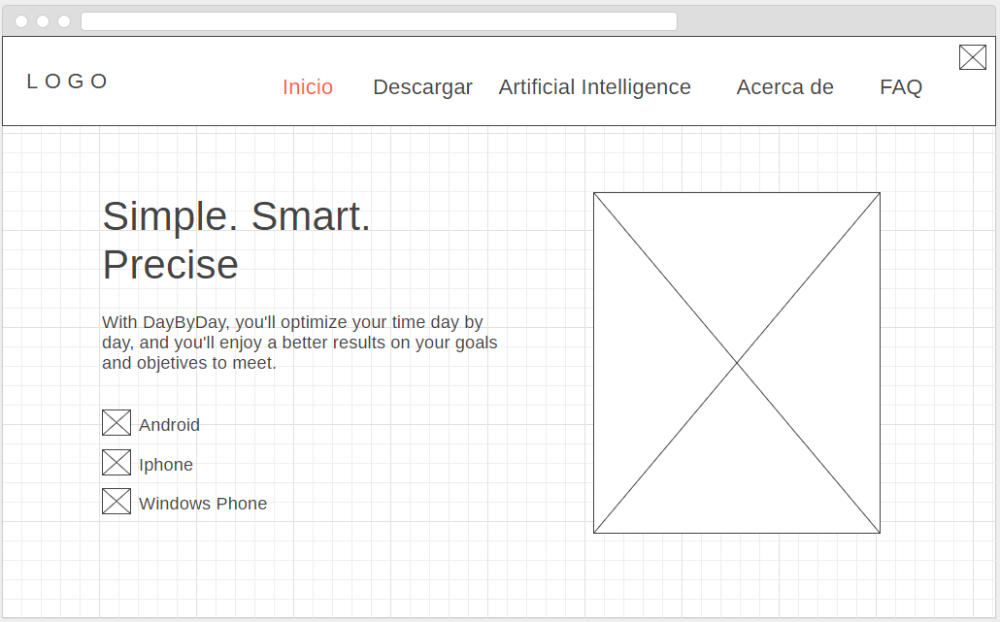 LOGO
Inicio Descargar Artificial Intelligence Acerca de FAQ
Simple. Smart.
Precise
With DayByDay, you'll optimize your time day by
day, and you'll enjoy a better results on your goals
and objetives to meet.
Android
Iphone
Windows Phone